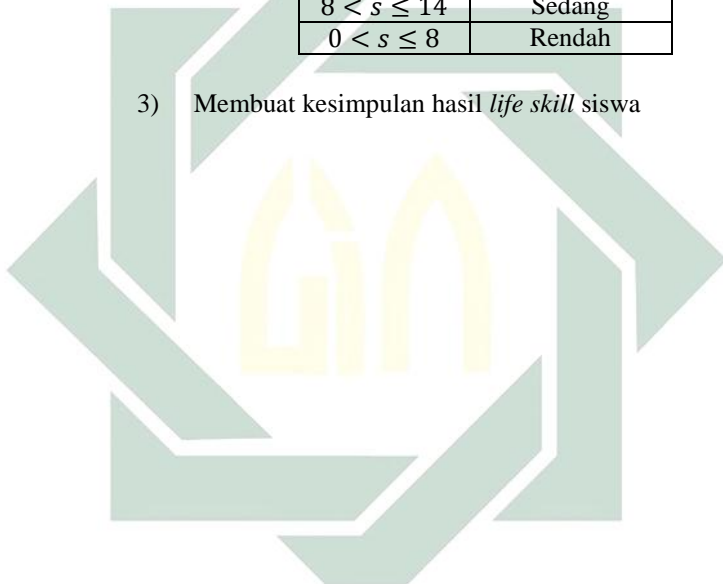 8 < 𝑠 ≤ 14 Sedang
0 < 𝑠 ≤ 8 Rendah
3) Membuat kesimpulan hasil life skill siswa